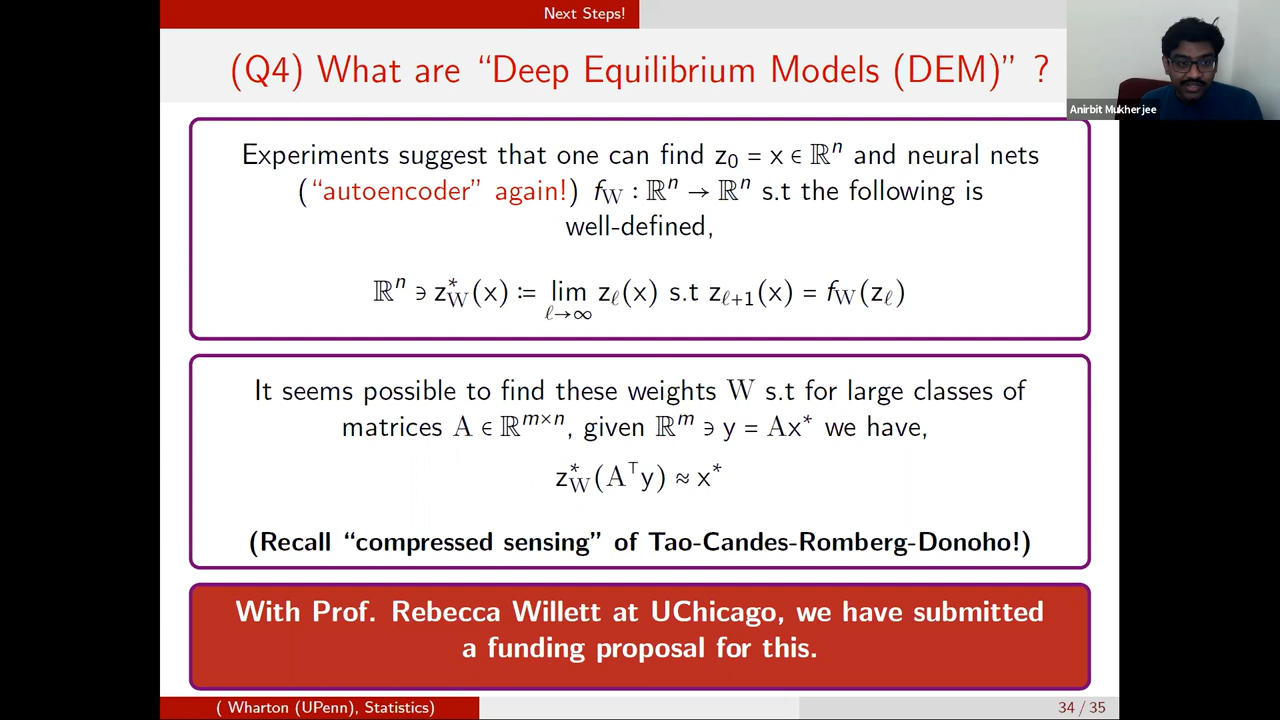 Next Steps!
(Q4) What are “Deep Equilibrium Models (DEM)” ?
Anirbit Mukherjee
Experiments suggest that one can find z₀ = x ∈ ℝⁿ and neural nets
(“autoencoder” again!) f_W : ℝⁿ → ℝⁿ s.t the following is
well-defined,
ℝⁿ ∋ z*_W(x) ≔ lim_{ℓ→∞} z_ℓ(x) s.t z_{ℓ+1}(x) = f_W(z_ℓ)
It seems possible to find these weights W s.t for large classes of
matrices A ∈ ℝ^{m×n}, given ℝᵐ ∋ y = Ax* we have,
z*_W(A^⊤y) ≈ x*
(Recall “compressed sensing” of Tao-Candes-Romberg-Donoho!)
With Prof. Rebecca Willett at UChicago, we have submitted
a funding proposal for this.
( Wharton (UPenn), Statistics)
34 / 35